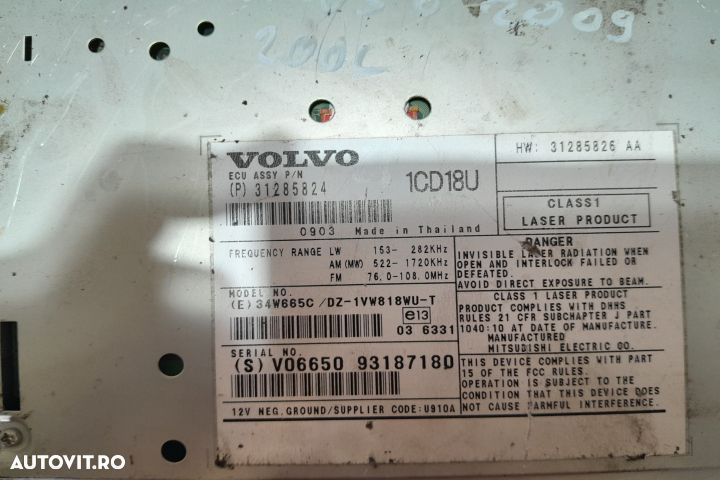 2009
200L
VOLVO
HW: 31285826 AA
ECU ASSY P/N
(P) 31285824
1CD18U
CLASS1
LASER PRODUCT
0903 Made in Thailand
DANGER
INVISIBLE LASER RADIATION WHEN
OPEN AND INTERLOCK FAILED OR
DEFEATED.
AVOID DIRECT EXPOSURE TO BEAM.
FREQUENCY RANGE LW 153- 282KHz
AM (MW) 522- 1720KHz
FM 76.0-108.0MHz
CLASS 1 LASER PRODUCT
PRODUCT COMPLIES WITH DHHS
RULES 21 CFR SUBCHAPTER J PART
1040:10 AT DATE OF MANUFACTURE.
MANUFACTURED
MITSUBISHI ELECTRIC CO.
MODEL NO.
(E) 34W665C /DZ-1VW818WU-T
e13
03 6331
SERIAL NO.
(S) V06650 93187180
THIS DEVICE COMPLIES WITH PART
15 OF THE FCC RULES.
OPERATION IS SUBJECT TO THE
CONDITION THAT THIS DEVICE DOES
NOT CAUSE HARMFUL INTERFERENCE.
12V NEG.GROUND/SUPPLIER CODE:U910A
AUTOVIT.RO